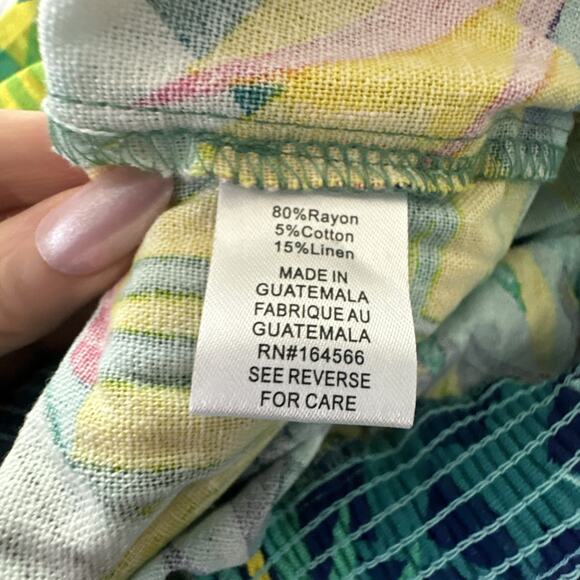 80%Rayon
5%Cotton
15%Linen
MADE IN
GUATEMALA
FABRIQUE AU
GUATEMALA
RN#164566
SEE REVERSE
FOR CARE